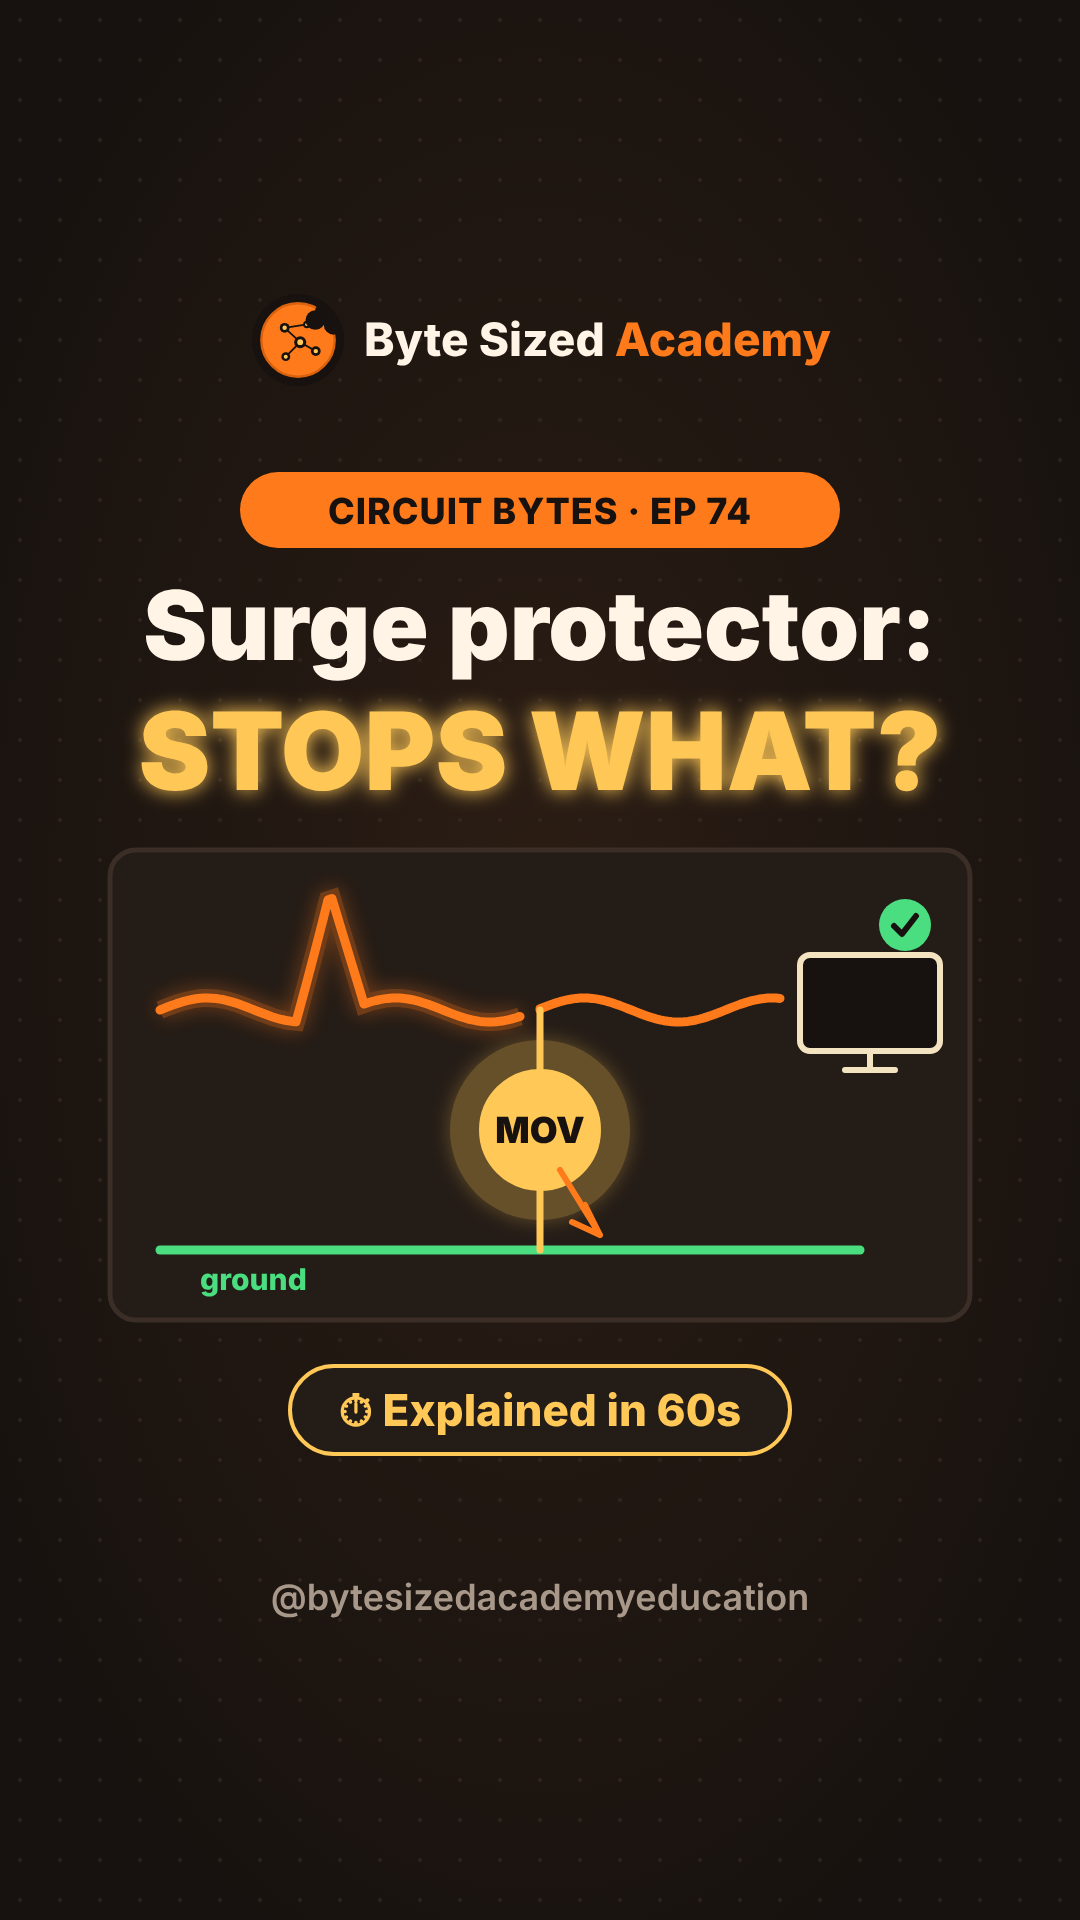 Byte Sized Academy
CIRCUIT BYTES · EP 74
Surge protector:
STOPS WHAT?
MOV
ground
⏱ Explained in 60s
@bytesizedacademyeducation